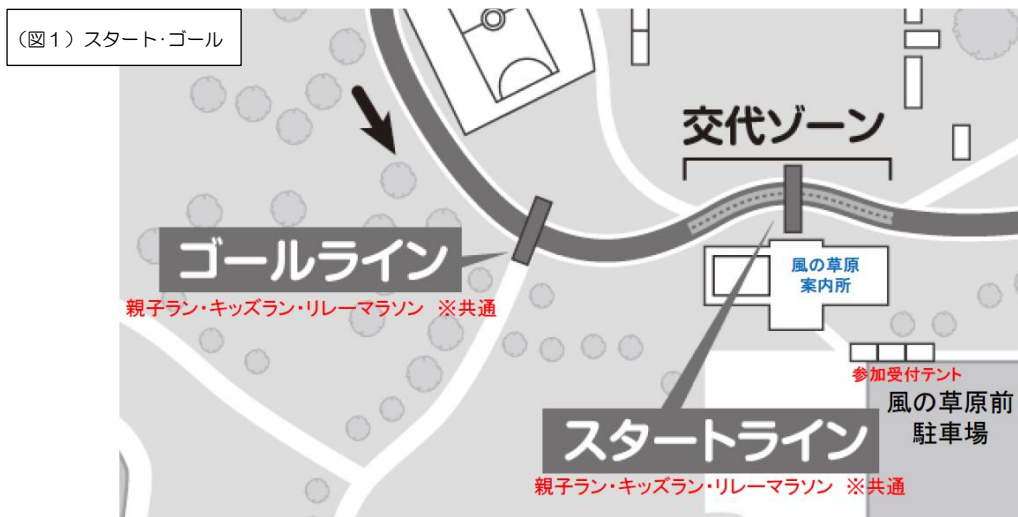 （図１）スタート・ゴール
交代ゾーン
ゴールライン
親子ラン・キッズラン・リレーマラソン ※共通
風の草原
案内所
参加受付テント
風の草原前
駐車場
スタートライン
親子ラン・キッズラン・リレーマラソン ※共通